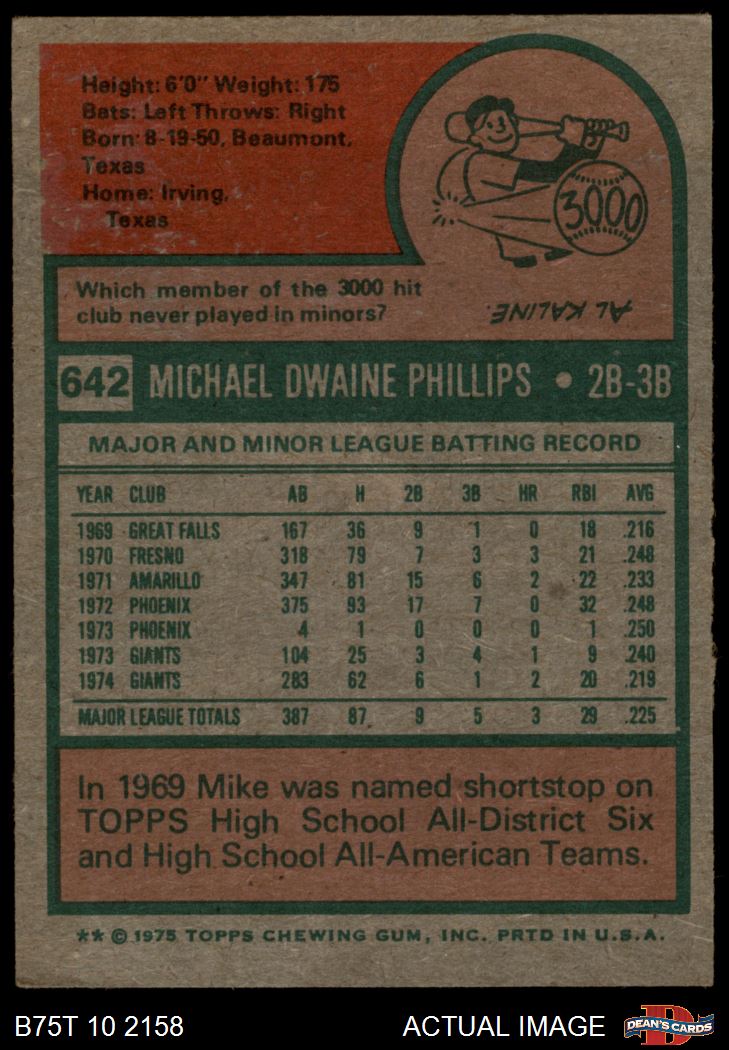 Height: 6'0" Weight: 175
Bats: Left Throws: Right
Born: 8-19-50, Beaumont,
Texas
Home: Irving,
Texas
3000
Which member of the 3000 hit
club never played in minors?
AL KALINE.
642 MICHAEL DWAINE PHILLIPS • 2B-3B
MAJOR AND MINOR LEAGUE BATTING RECORD
YEAR CLUB AB H 2B 3B HR RBI AVG
1969 GREAT FALLS 167 36 9 1 0 18 .216
1970 FRESNO 318 79 7 3 3 21 .248
1971 AMARILLO 347 81 15 6 2 22 .233
1972 PHOENIX 375 93 17 7 0 32 .248
1973 PHOENIX 4 1 0 0 0 1 .250
1973 GIANTS 104 25 3 4 1 9 .240
1974 GIANTS 283 62 6 1 2 20 .219
MAJOR LEAGUE TOTALS 387 87 9 5 3 29 .225
In 1969 Mike was named shortstop on
TOPPS High School All-District Six
and High School All-American Teams.
** © 1975 TOPPS CHEWING GUM, INC. PRTD IN U.S.A.
B75T 10 2158 ACTUAL IMAGE
D
DEAN'S CARDS